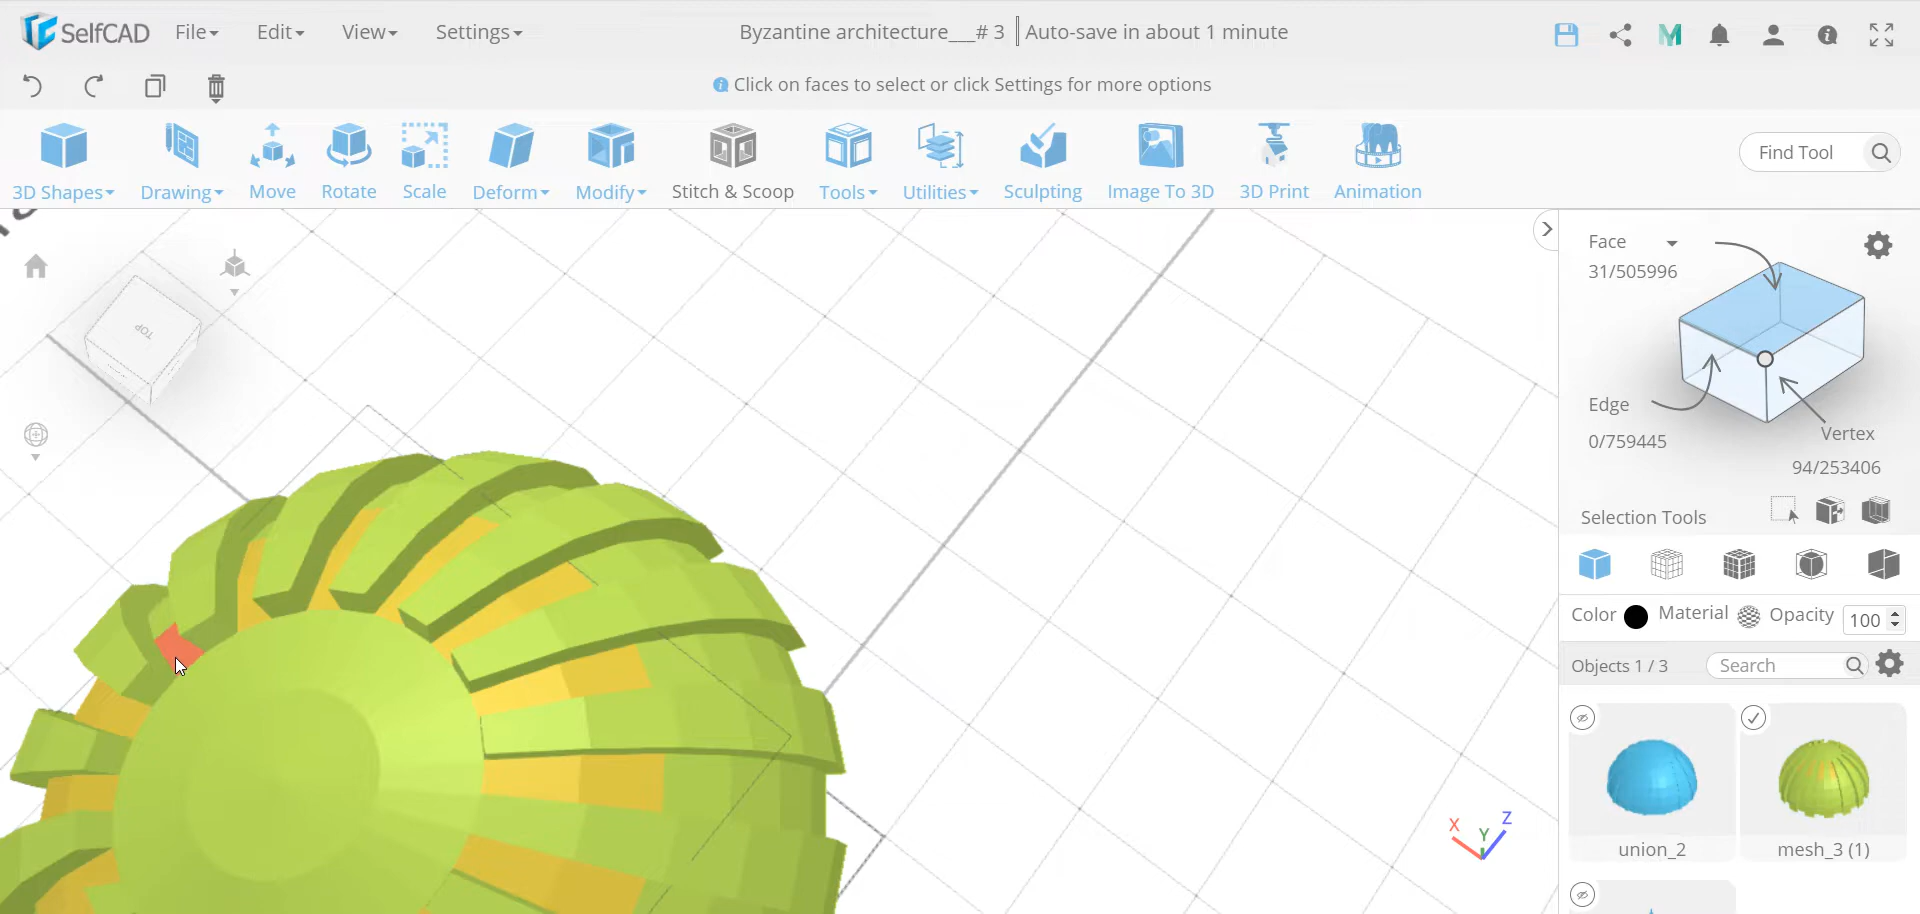 SelfCAD File Edit View Settings Byzantine architecture___# 3 Auto-save in about 1 minute
Click on faces to select or click Settings for more options
3D Shapes Drawing Move Rotate Scale Deform Modify Stitch & Scoop Tools Utilities Sculpting Image To 3D 3D Print Animation Find Tool
TOP
Face
31/505996
Edge
0/759445
Vertex
94/253406
Selection Tools
Color Material Opacity 100
Objects 1 / 3 Search
union_2 mesh_3 (1)
X Y Z